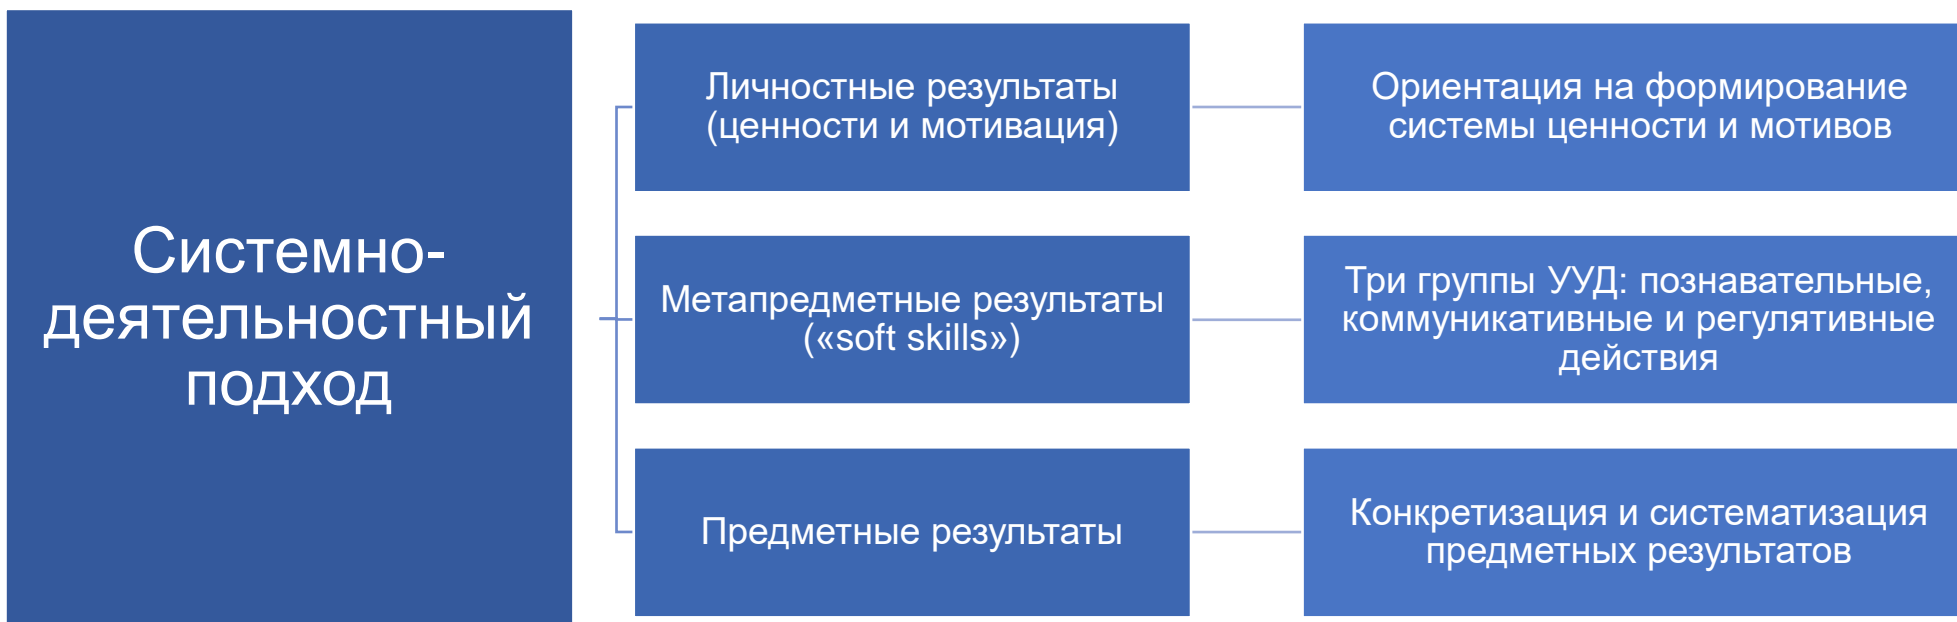 Системно-
деятельностный
подход
Личностные результаты
(ценности и мотивация)
Ориентация на формирование
системы ценности и мотивов
Метапредметные результаты
(«soft skills»)
Три группы УУД: познавательные,
коммуникативные и регулятивные
действия
Предметные результаты
Конкретизация и систематизация
предметных результатов